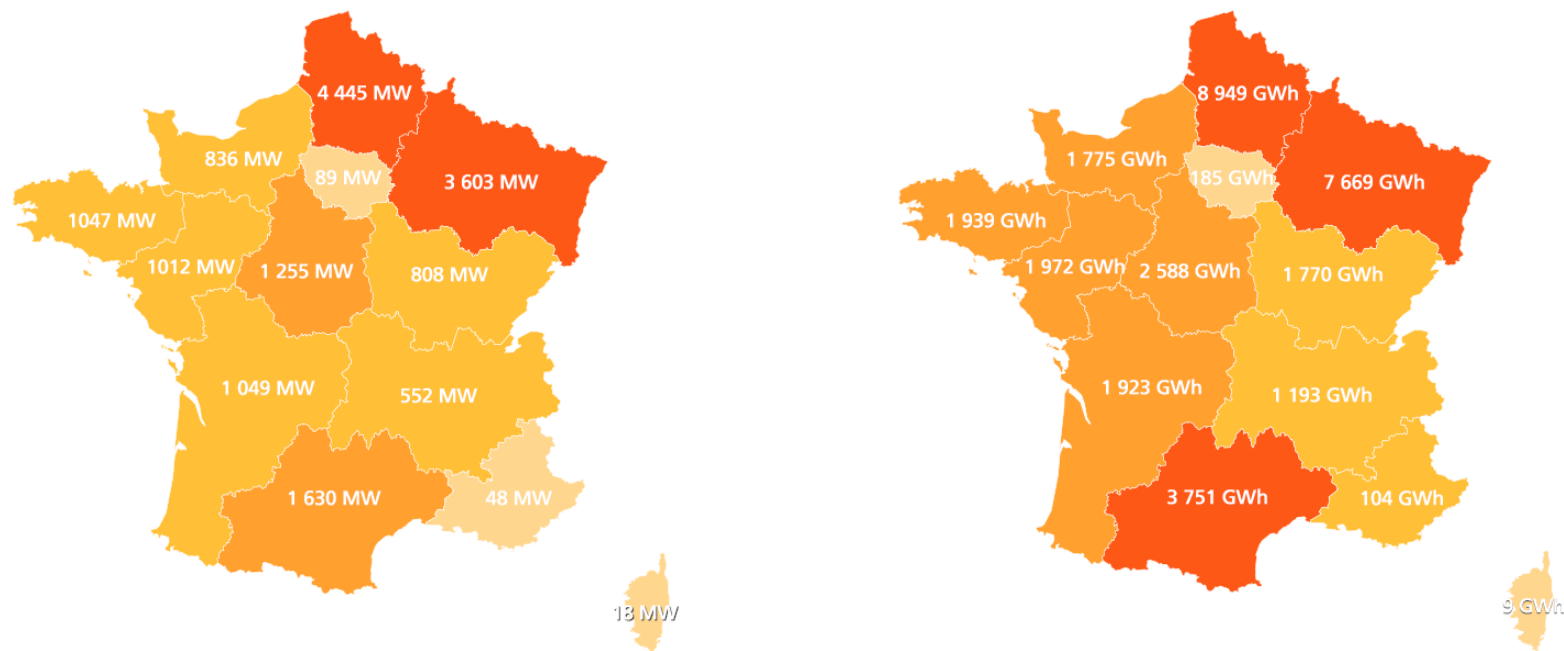 4 445 MW
836 MW
89 MW
3 603 MW
1047 MW
1012 MW
1 255 MW
808 MW
1 049 MW
552 MW
1 630 MW
48 MW
18 MW
8 949 GWh
1 775 GWh
185 GWh
7 669 GWh
1 939 GWh
1 972 GWh
2 588 GWh
1 770 GWh
1 923 GWh
1 193 GWh
3 751 GWh
104 GWh
9 GWh